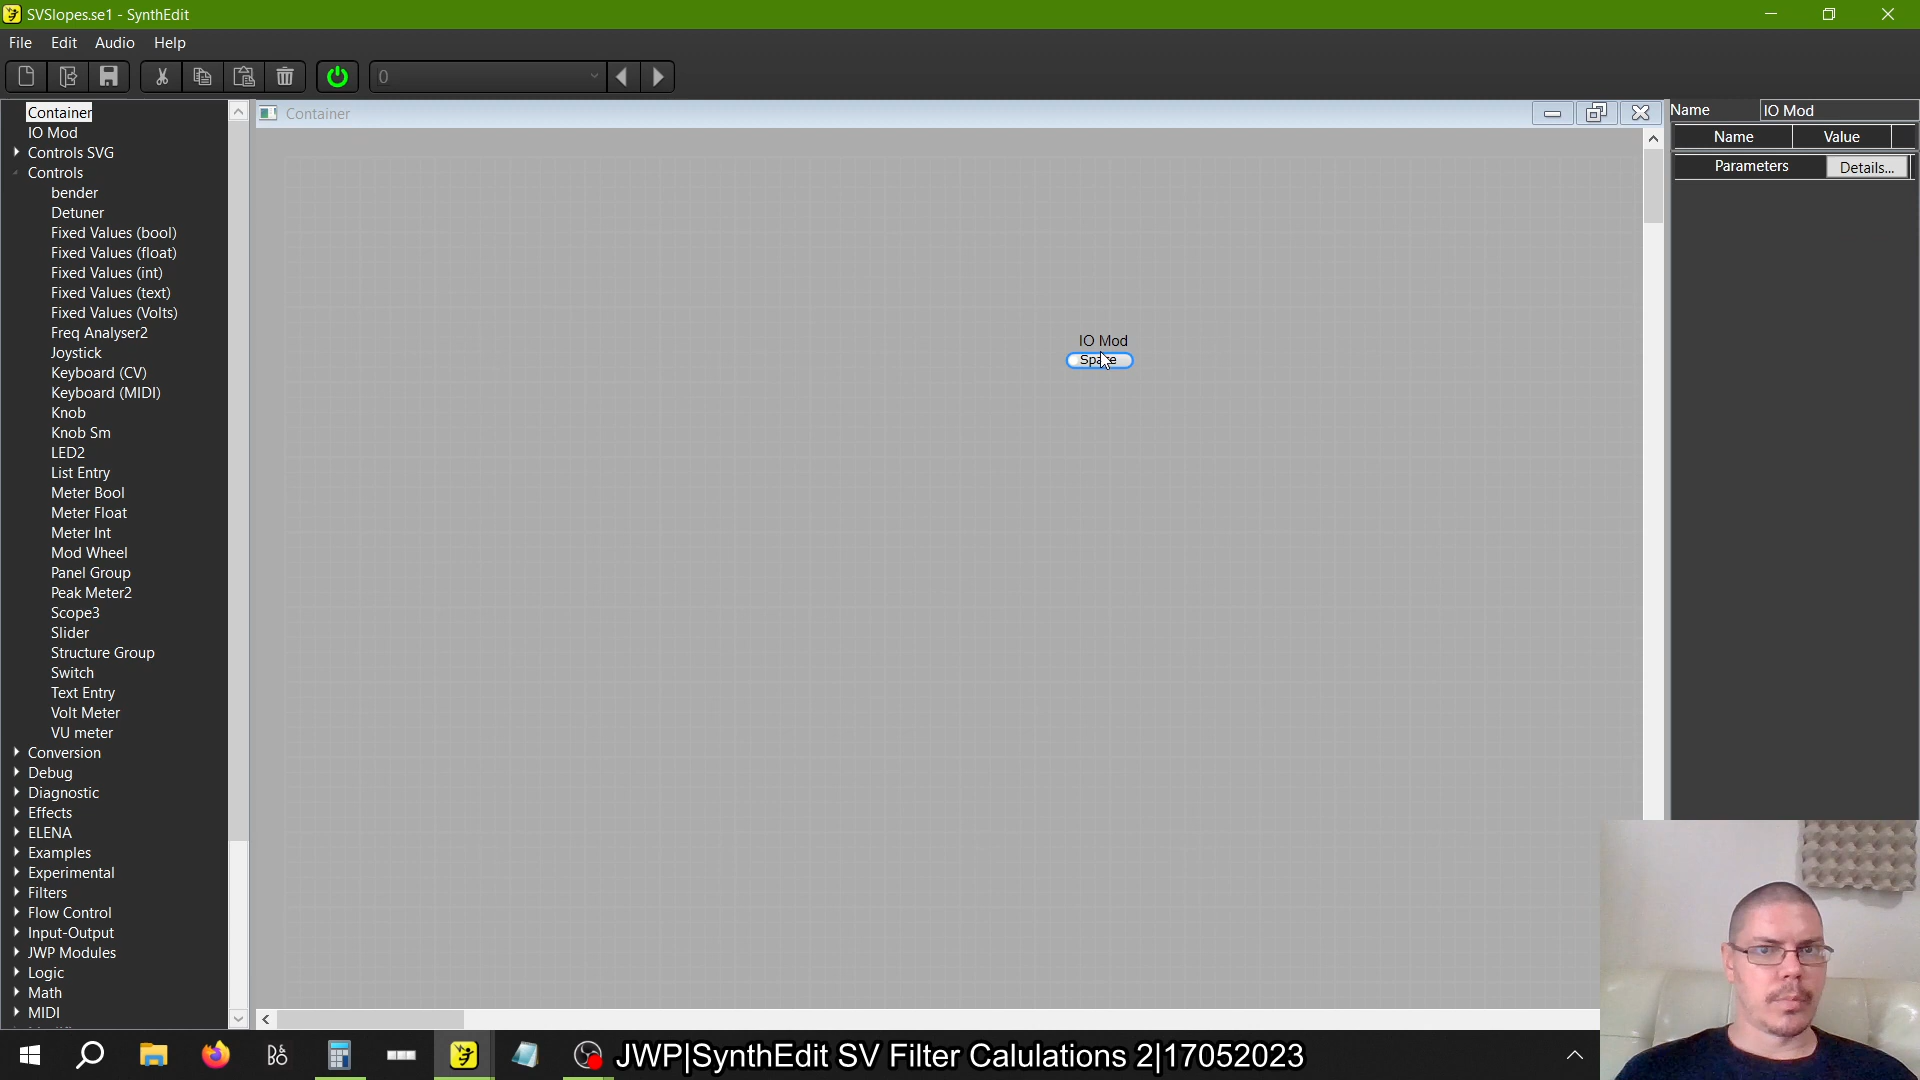 SVSlopes.se1 - SynthEdit
File Edit Audio Help
0
Container
IO Mod
Controls SVG
Controls
bender
Detuner
Fixed Values (bool)
Fixed Values (float)
Fixed Values (int)
Fixed Values (text)
Fixed Values (Volts)
Freq Analyser2
Joystick
Keyboard (CV)
Keyboard (MIDI)
Knob
Knob Sm
LED2
List Entry
Meter Bool
Meter Float
Meter Int
Mod Wheel
Panel Group
Peak Meter2
Scope3
Slider
Structure Group
Switch
Text Entry
Volt Meter
VU meter
Conversion
Debug
Diagnostic
Effects
ELENA
Examples
Experimental
Filters
Flow Control
Input-Output
JWP Modules
Logic
Math
MIDI
Container
IO Mod
Spare
Name IO Mod
Name Value
Parameters Details...
JWP|SynthEdit SV Filter Calulations 2|17052023